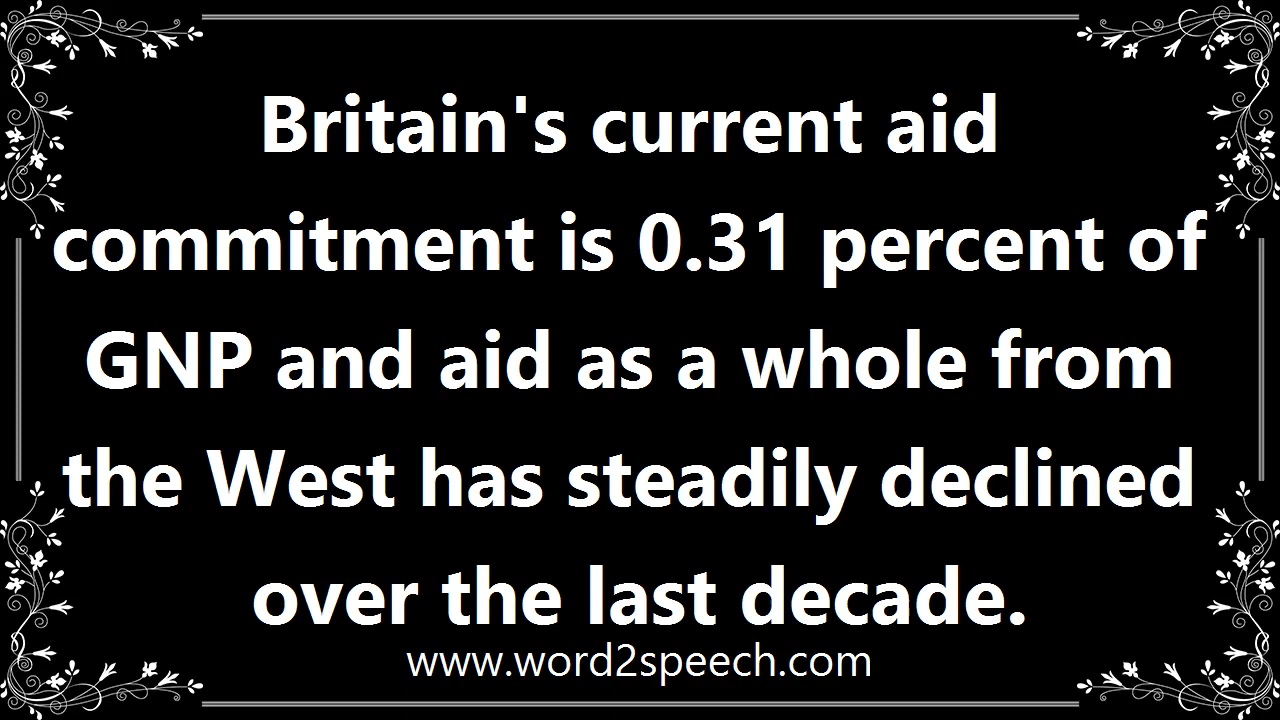 Britain's current aid
commitment is 0.31 percent of
GNP and aid as a whole from
the West has steadily declined
over the last decade.
www.word2speech.com